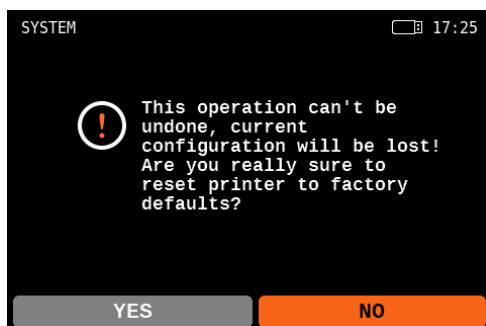 SYSTEM 17:25
!
This operation can't be
undone, current
configuration will be lost!
Are you really sure to
reset printer to factory
defaults?
YES NO